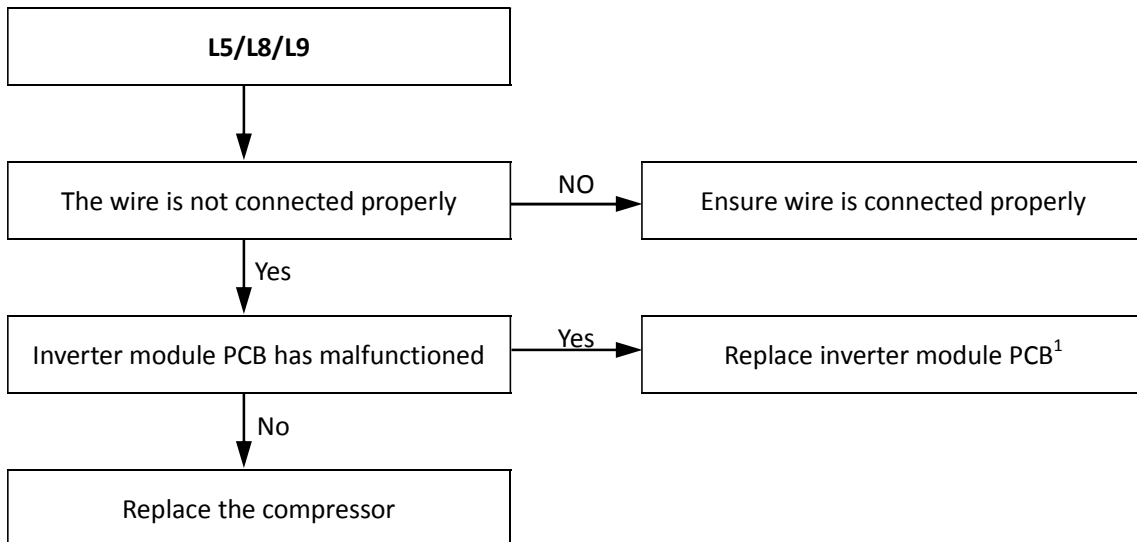 L5/L8/L9
The wire is not connected properly
NO
Ensure wire is connected properly
Yes
Inverter module PCB has malfunctioned
Yes
Replace inverter module PCB¹
No
Replace the compressor